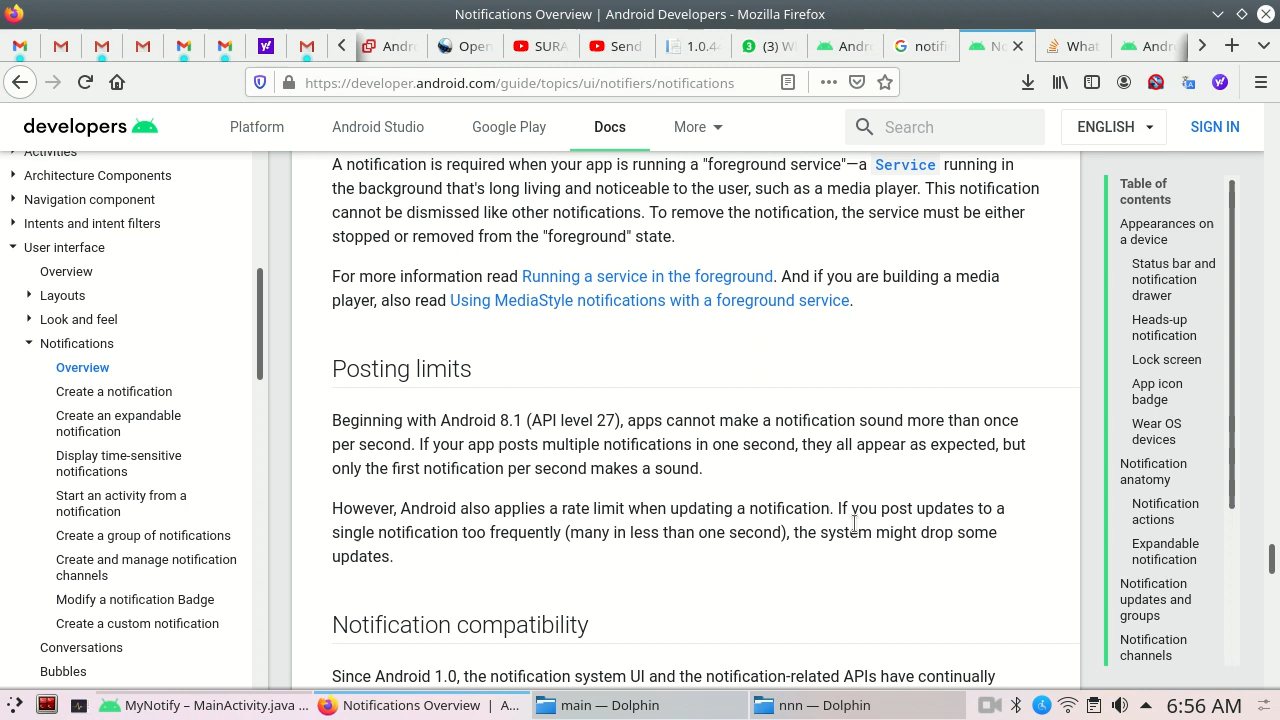 Notifications Overview | Android Developers - Mozilla Firefox
Andr
Open
SURA
Send
1.0.4
(3) W
Andr
notifi
No
What
Andr
https://developer.android.com/guide/topics/ui/notifiers/notifications
developers
Platform
Android Studio
Google Play
Docs
More
Search
ENGLISH
SIGN IN
Activities
Architecture Components
Navigation component
Intents and intent filters
User interface
Overview
Layouts
Look and feel
Notifications
Overview
Create a notification
Create an expandable
notification
Display time-sensitive
notifications
Start an activity from a
notification
Create a group of notifications
Create and manage notification
channels
Modify a notification Badge
Create a custom notification
Conversations
Bubbles
A notification is required when your app is running a "foreground service"—a Service running in
the background that's long living and noticeable to the user, such as a media player. This notification
cannot be dismissed like other notifications. To remove the notification, the service must be either
stopped or removed from the "foreground" state.
For more information read Running a service in the foreground. And if you are building a media
player, also read Using MediaStyle notifications with a foreground service.
Posting limits
Beginning with Android 8.1 (API level 27), apps cannot make a notification sound more than once
per second. If your app posts multiple notifications in one second, they all appear as expected, but
only the first notification per second makes a sound.
However, Android also applies a rate limit when updating a notification. If you post updates to a
single notification too frequently (many in less than one second), the system might drop some
updates.
Notification compatibility
Since Android 1.0, the notification system UI and the notification-related APIs have continually
Table of
contents
Appearances on
a device
Status bar and
notification
drawer
Heads-up
notification
Lock screen
App icon
badge
Wear OS
devices
Notification
anatomy
Notification
actions
Expandable
notification
Notification
updates and
groups
Notification
channels
MyNotify – MainActivity.java ...
Notifications Overview | A...
main — Dolphin
nnn — Dolphin
6:56 AM